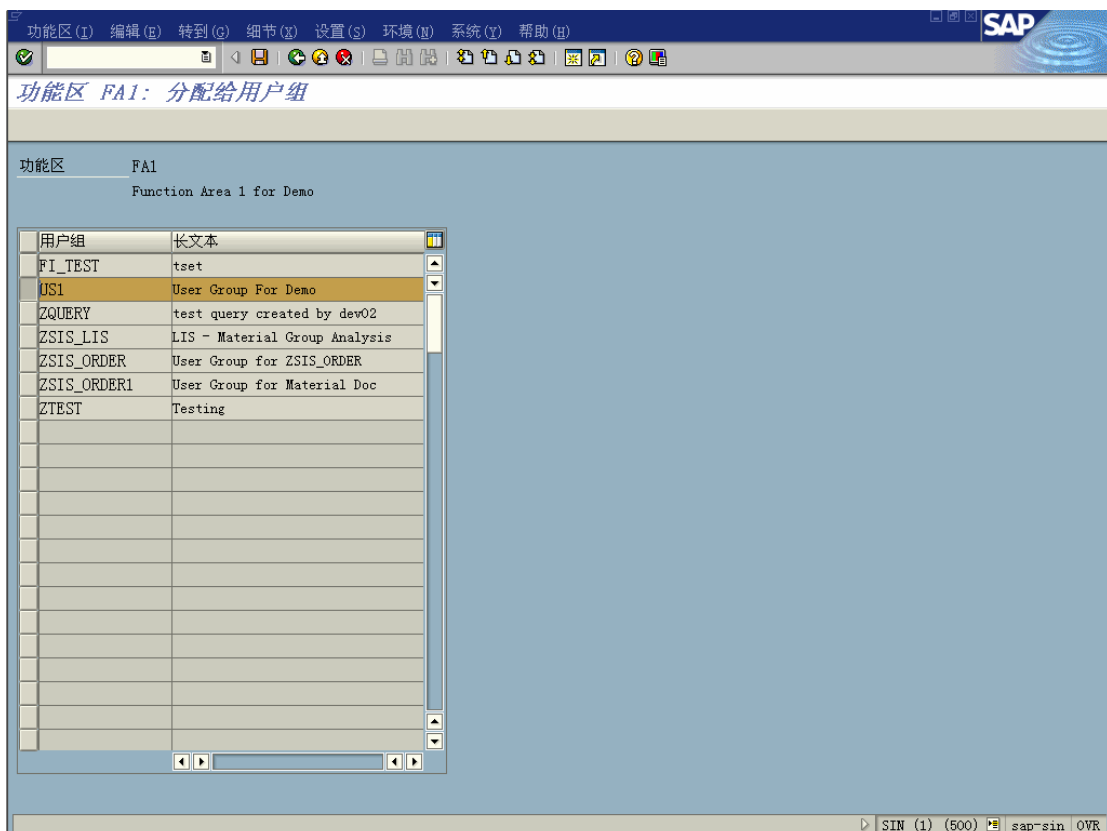 功能区(I) 编辑(E) 转到(G) 细节(X) 设置(S) 环境(N) 系统(Y) 帮助(H)
SAP
功能区 FA1: 分配给用户组
功能区 FA1
Function Area 1 for Demo
用户组 长文本
FI_TEST tset
US1 User Group For Demo
ZQUERY test query created by dev02
ZSIS_LIS LIS - Material Group Analysis
ZSIS_ORDER User Group for ZSIS_ORDER
ZSIS_ORDER1 User Group for Material Doc
ZTEST Testing
SIN (1) (500) sap-sin OVR